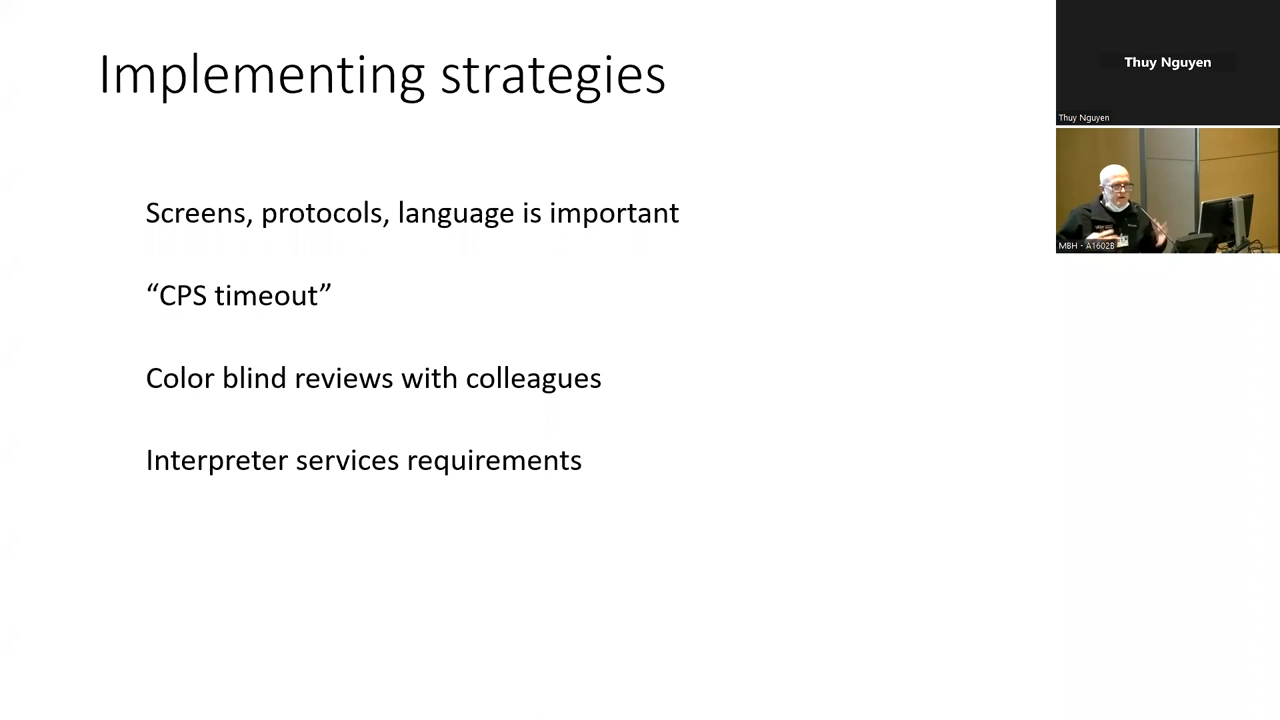 Implementing strategies
Screens, protocols, language is important
“CPS timeout”
Color blind reviews with colleagues
Interpreter services requirements
Thuy Nguyen
Thuy Nguyen
MBH - A1602B